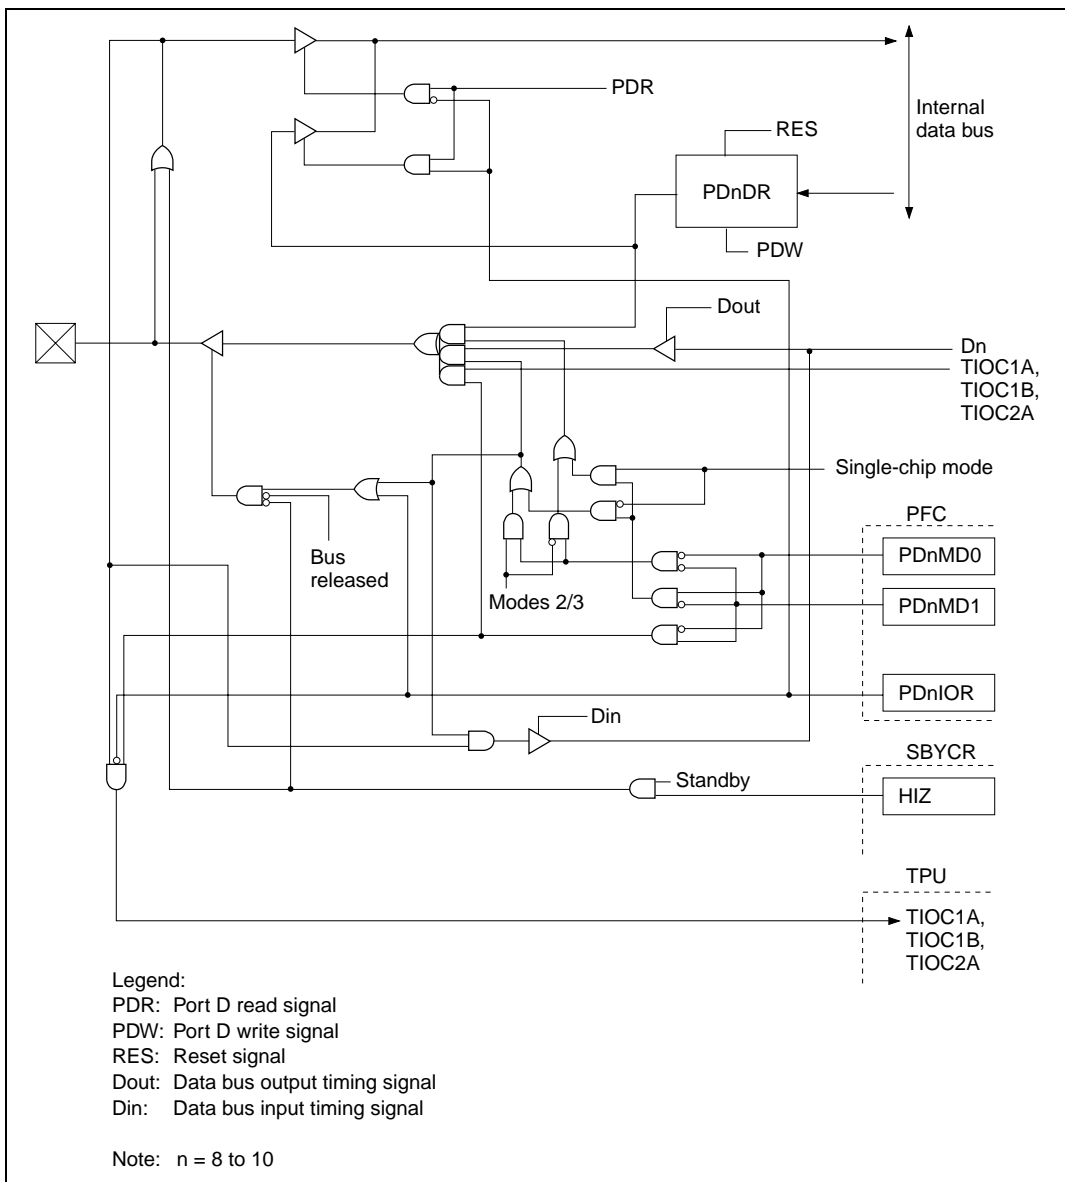 PDR
Internal
data bus
RES
PDnDR
PDW
Dout
Dn
TIOC1A,
TIOC1B,
TIOC2A
Single-chip mode
PFC
Bus
released
Modes 2/3
PDnMD0
PDnMD1
PDnIOR
Din
SBYCR
Standby
HIZ
TPU
TIOC1A,
TIOC1B,
TIOC2A
Legend:
PDR: Port D read signal
PDW: Port D write signal
RES: Reset signal
Dout: Data bus output timing signal
Din: Data bus input timing signal
Note: n = 8 to 10